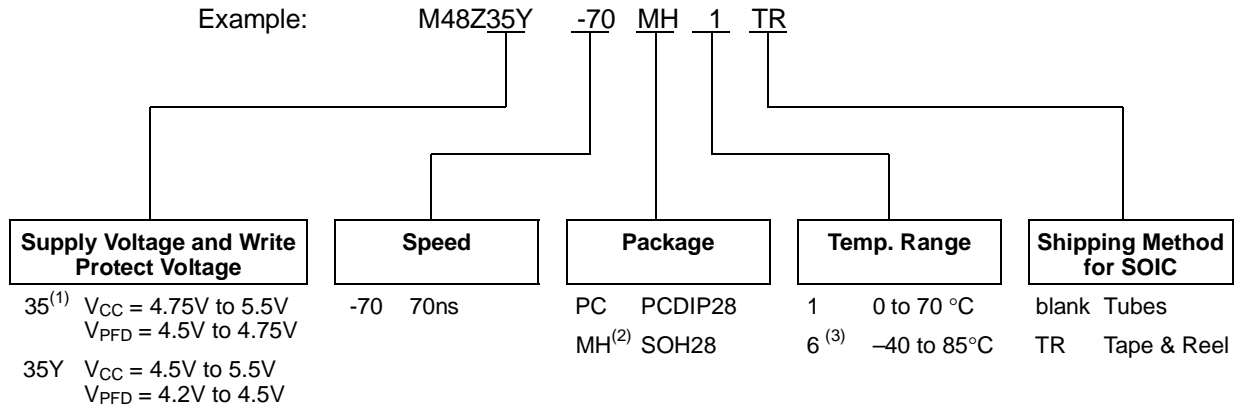 Example: M48Z35Y -70 MH 1 TR
Supply Voltage and Write
Protect Voltage
35(1) VCC = 4.75V to 5.5V
VPFD = 4.5V to 4.75V
35Y VCC = 4.5V to 5.5V
VPFD = 4.2V to 4.5V
Speed
-70 70ns
Package
PC PCDIP28
MH(2) SOH28
Temp. Range
1 0 to 70 °C
6 (3) –40 to 85°C
Shipping Method
for SOIC
blank Tubes
TR Tape & Reel